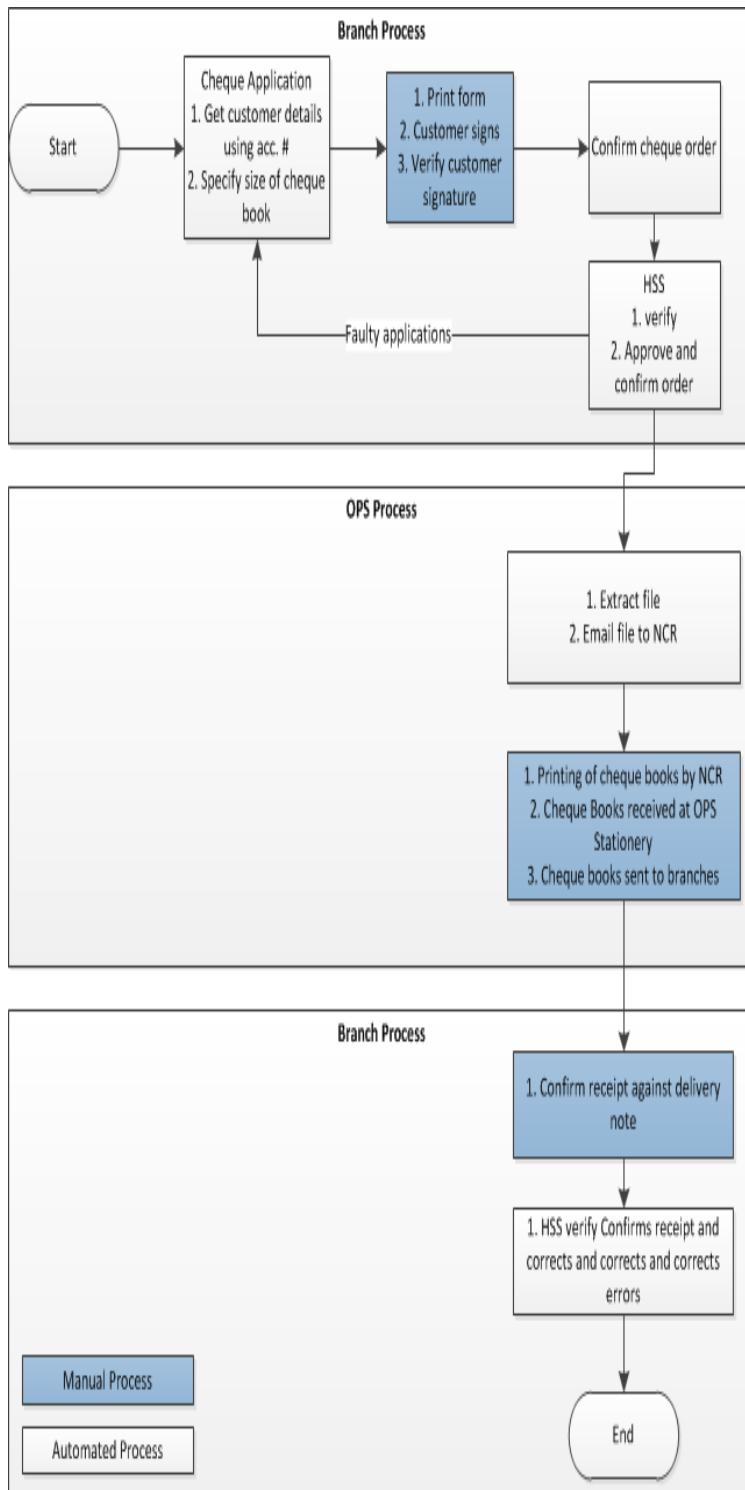 Branch Process
Start
Cheque Application
1. Get customer details
using acc. #
2. Specify size of cheque
book
1. Print form
2. Customer signs
3. Verify customer
signature
Confirm cheque order
HSS
1. verify
2. Approve and
confirm order
Faulty applications
OPS Process
1. Extract file
2. Email file to NCR
1. Printing of cheque books by NCR
2. Cheque Books received at OPS
Stationery
3. Cheque books sent to branches
Branch Process
1. Confirm receipt against delivery
note
1. HSS verify Confirms receipt and
corrects and corrects and corrects
errors
Manual Process
Automated Process
End